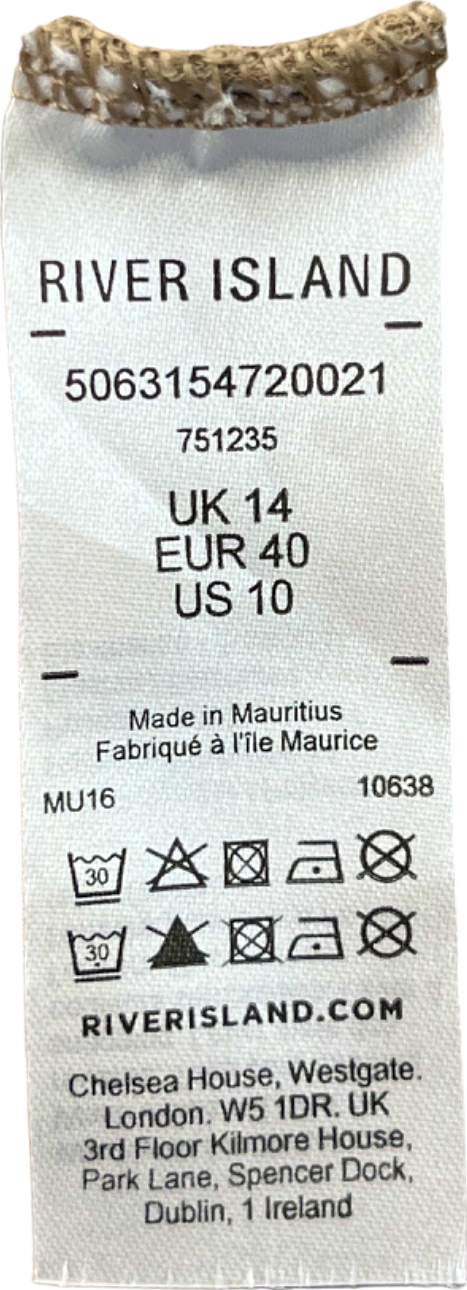 RIVER ISLAND
5063154720021
751235
UK 14
EUR 40
US 10
Made in Mauritius
Fabriqué à l'île Maurice
MU16 10638
30
30
RIVERISLAND.COM
Chelsea House, Westgate.
London. W5 1DR. UK
3rd Floor Kilmore House,
Park Lane, Spencer Dock,
Dublin, 1 Ireland